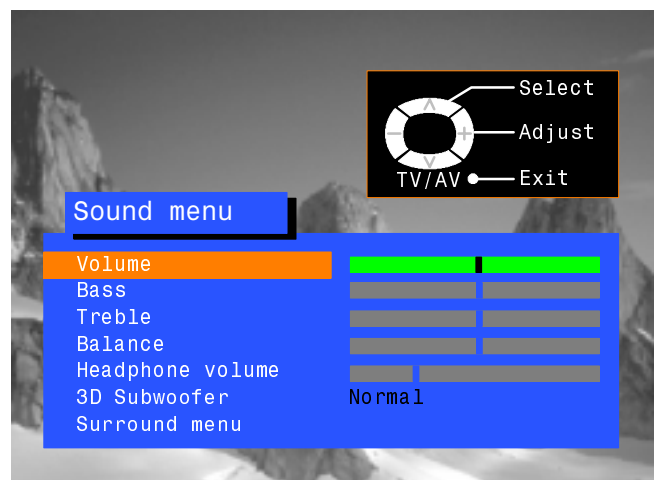 Select
Adjust
TV/AV Exit
Sound menu
Volume
Bass
Treble
Balance
Headphone volume
3D Subwoofer Normal
Surround menu